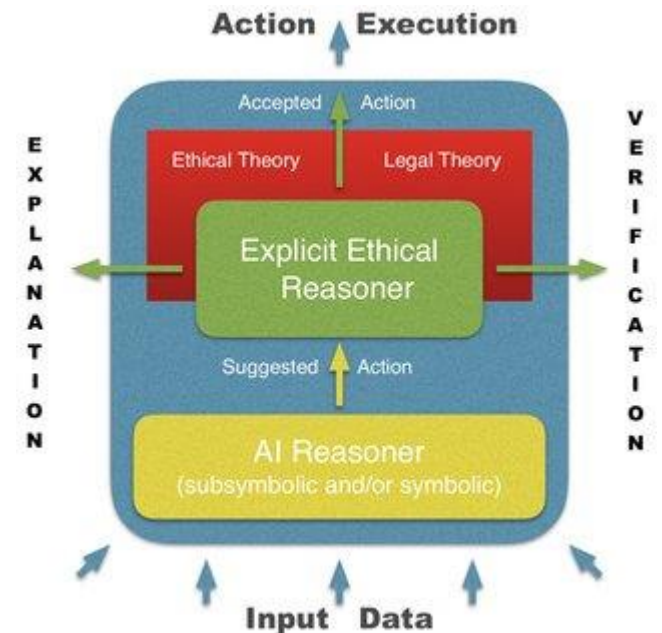 Action Execution
Accepted Action
Ethical Theory Legal Theory
EXPLANATION
VERIFICATION
Explicit Ethical
Reasoner
Suggested Action
AI Reasoner
(subsymbolic and/or symbolic)
Input Data